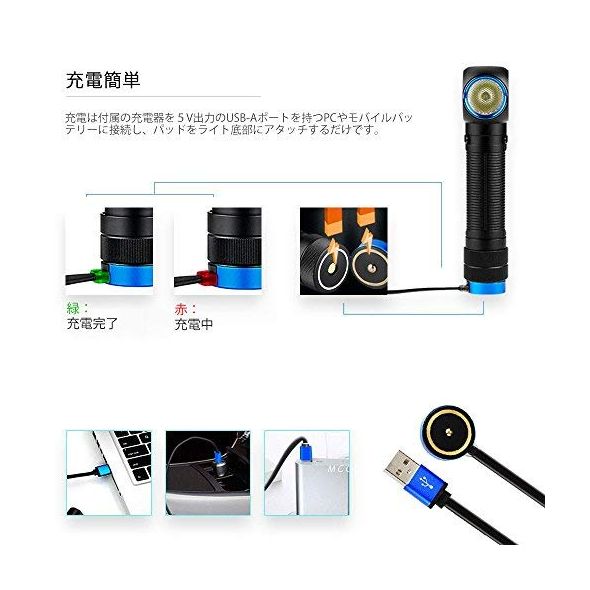 充電簡単
充電は付属の充電器を５V出力のUSB-Aポートを持つPCやモバイルバッ
テリーに接続し、パッドをライト底部にアタッチするだけです。
緑：
充電完了
赤：
充電中